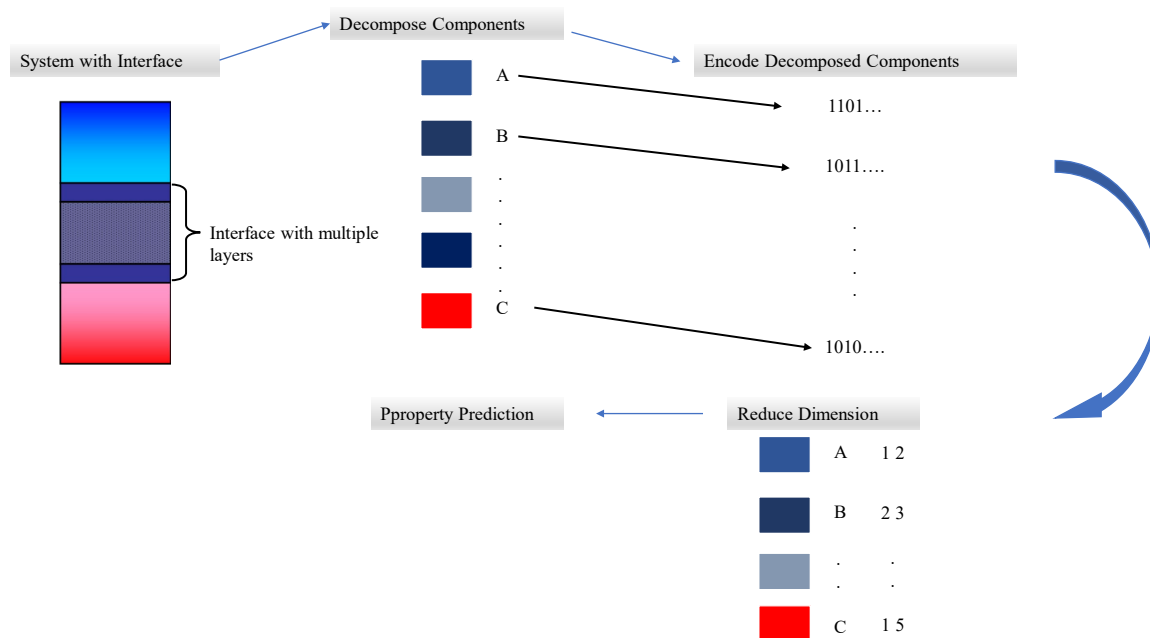 Decompose Components
System with Interface
Encode Decomposed Components
A
1101…
B
1011….
.
.
.
.
.
.
Interface with multiple
layers
.
.
.
.
C
1010….
Pproperty Prediction
Reduce Dimension
A 1 2
B 2 3
. .
. .
C 1 5